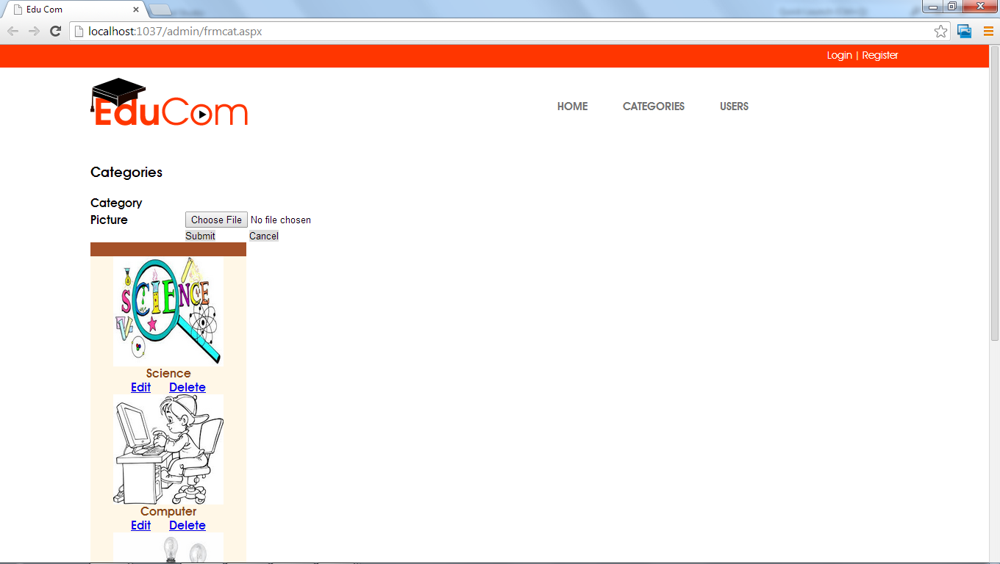 Edu Com
localhost:1037/admin/frmcat.aspx
Login | Register
EduCom
HOME CATEGORIES USERS
Categories
Category
Picture Choose File No file chosen
Submit Cancel
SCIENCE
Science
Edit Delete
Computer
Edit Delete